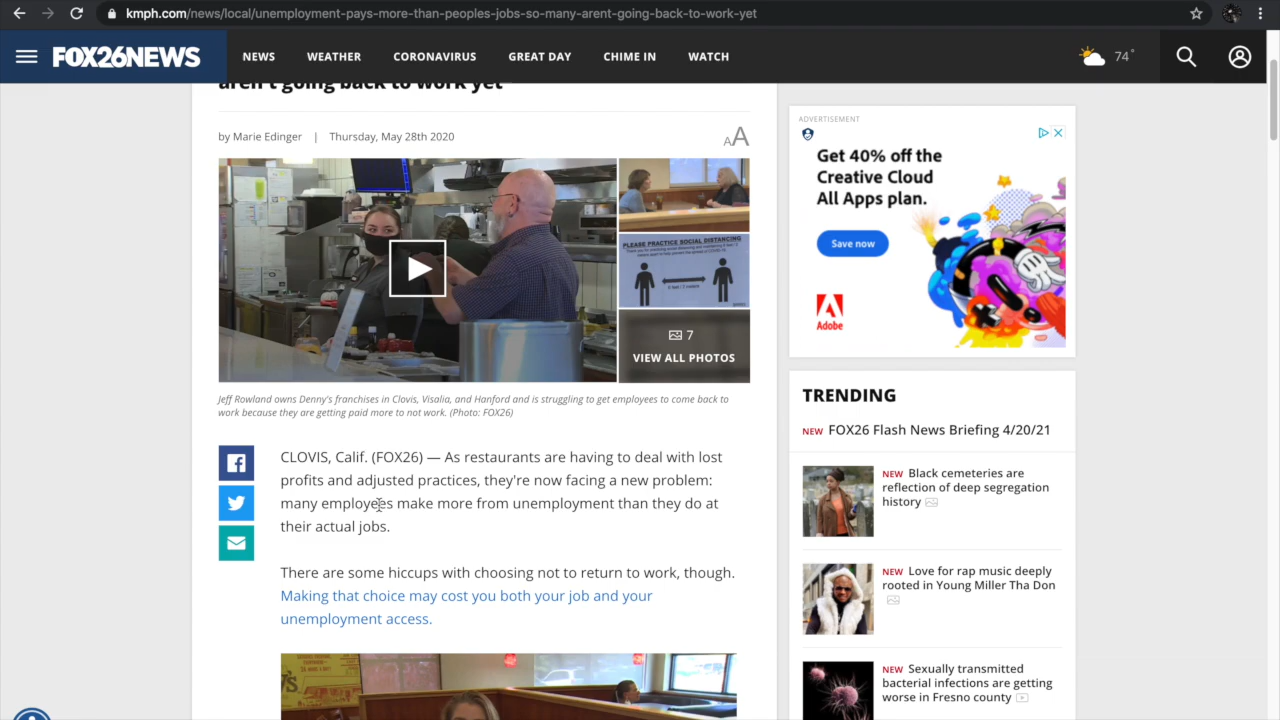 kmph.com/news/local/unemployment-pays-more-than-peoples-jobs-so-many-arent-going-back-to-work-yet
FOX26NEWS
NEWS
WEATHER
CORONAVIRUS
GREAT DAY
CHIME IN
WATCH
74°
aren't going back to work yet
by Marie Edinger | Thursday, May 28th 2020
AA
PLEASE PRACTICE SOCIAL DISTANCING
7
VIEW ALL PHOTOS
Jeff Rowland owns Denny's franchises in Clovis, Visalia, and Hanford and is struggling to get employees to come back to
work because they are getting paid more to not work. (Photo: FOX26)
CLOVIS, Calif. (FOX26) — As restaurants are having to deal with lost
profits and adjusted practices, they're now facing a new problem:
many employees make more from unemployment than they do at
their actual jobs.
There are some hiccups with choosing not to return to work, though.
Making that choice may cost you both your job and your
unemployment access.
ADVERTISEMENT
Get 40% off the
Creative Cloud
All Apps plan.
Save now
Adobe
TRENDING
NEW FOX26 Flash News Briefing 4/20/21
NEW Black cemeteries are
reflection of deep segregation
history
NEW Love for rap music deeply
rooted in Young Miller Tha Don
NEW Sexually transmitted
bacterial infections are getting
worse in Fresno county